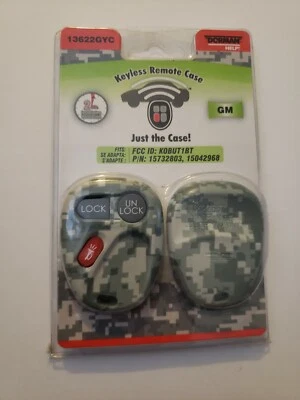 13622GYC
DORMAN
HELP!
Keyless Remote Case
GM
Just the Case!
FITS:
SE ADAPTA:
S'ADAPTE:
FCC ID: KOBUT1BT
P/N: 15732803, 15042968
LOCK
UN
LOCK